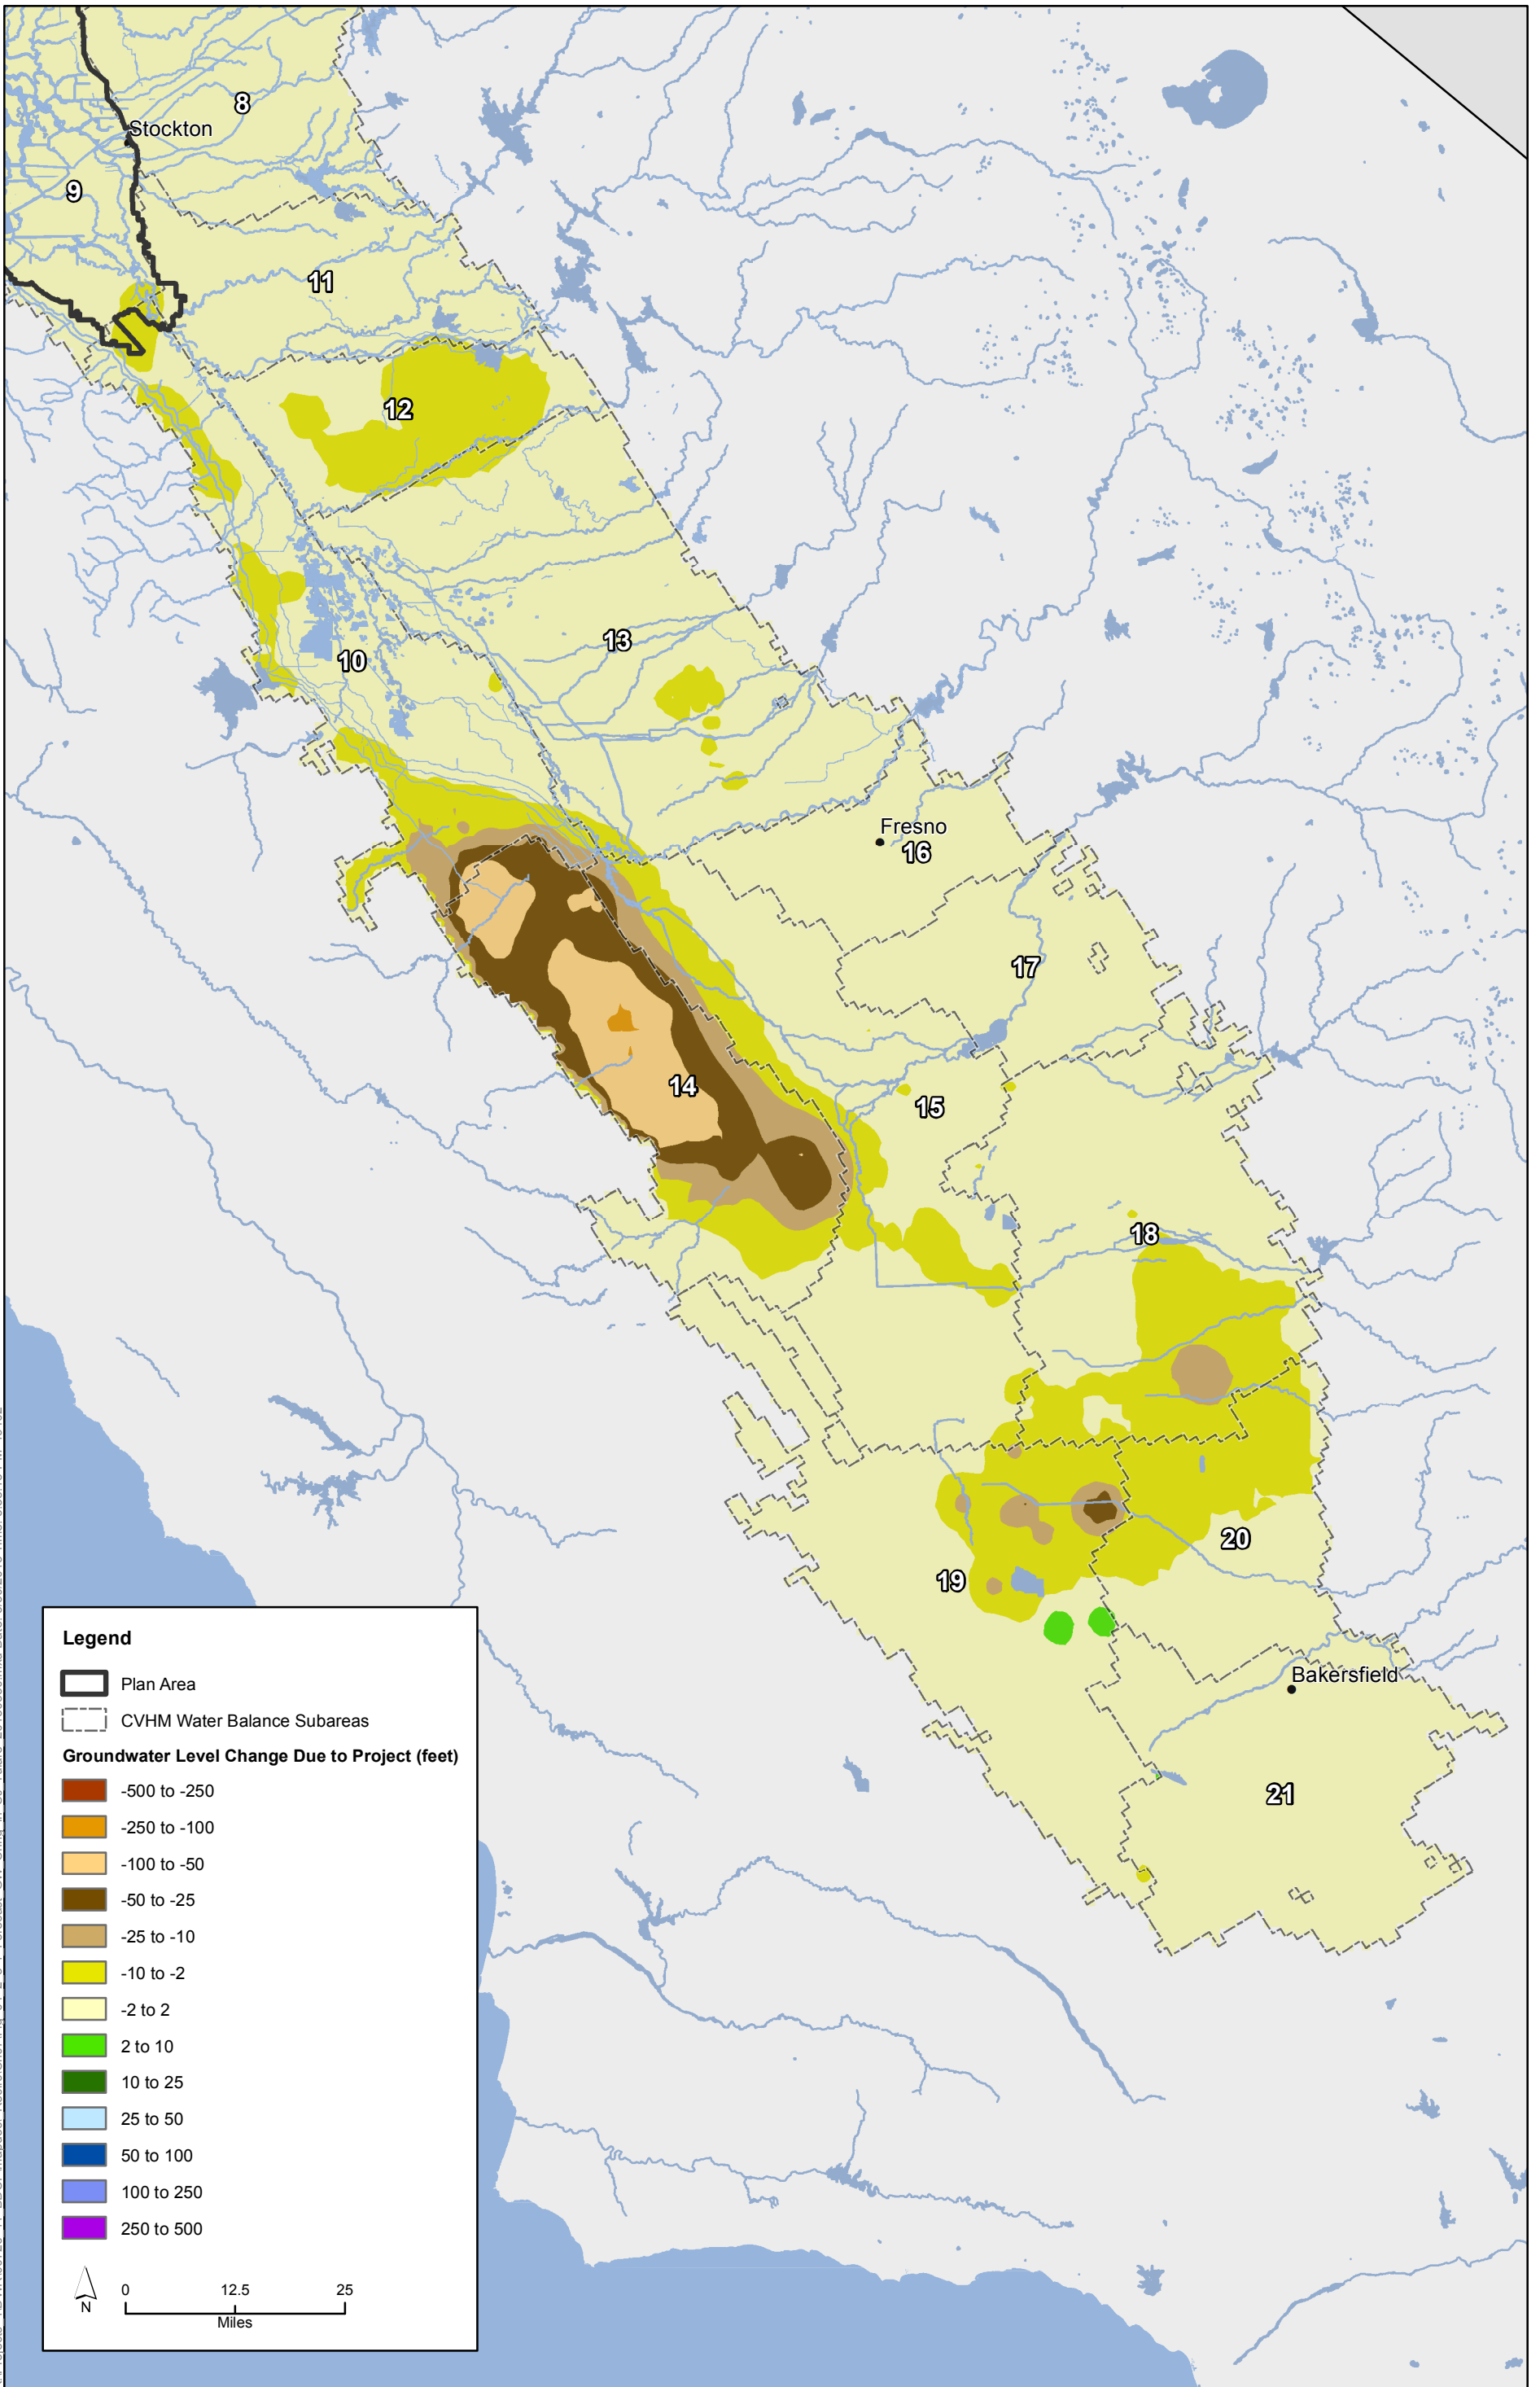 8
Stockton
9
11
12
13
10
Fresno
16
17
14
15
18
20
19
Bakersfield
21
Legend
Plan Area
CVHM Water Balance Subareas
Groundwater Level Change Due to Project (feet)
-500 to -250
-250 to -100
-100 to -50
-50 to -25
-25 to -10
-10 to -2
-2 to 2
2 to 10
10 to 25
25 to 50
50 to 100
100 to 250
250 to 500
N
0 12.5 25
Miles